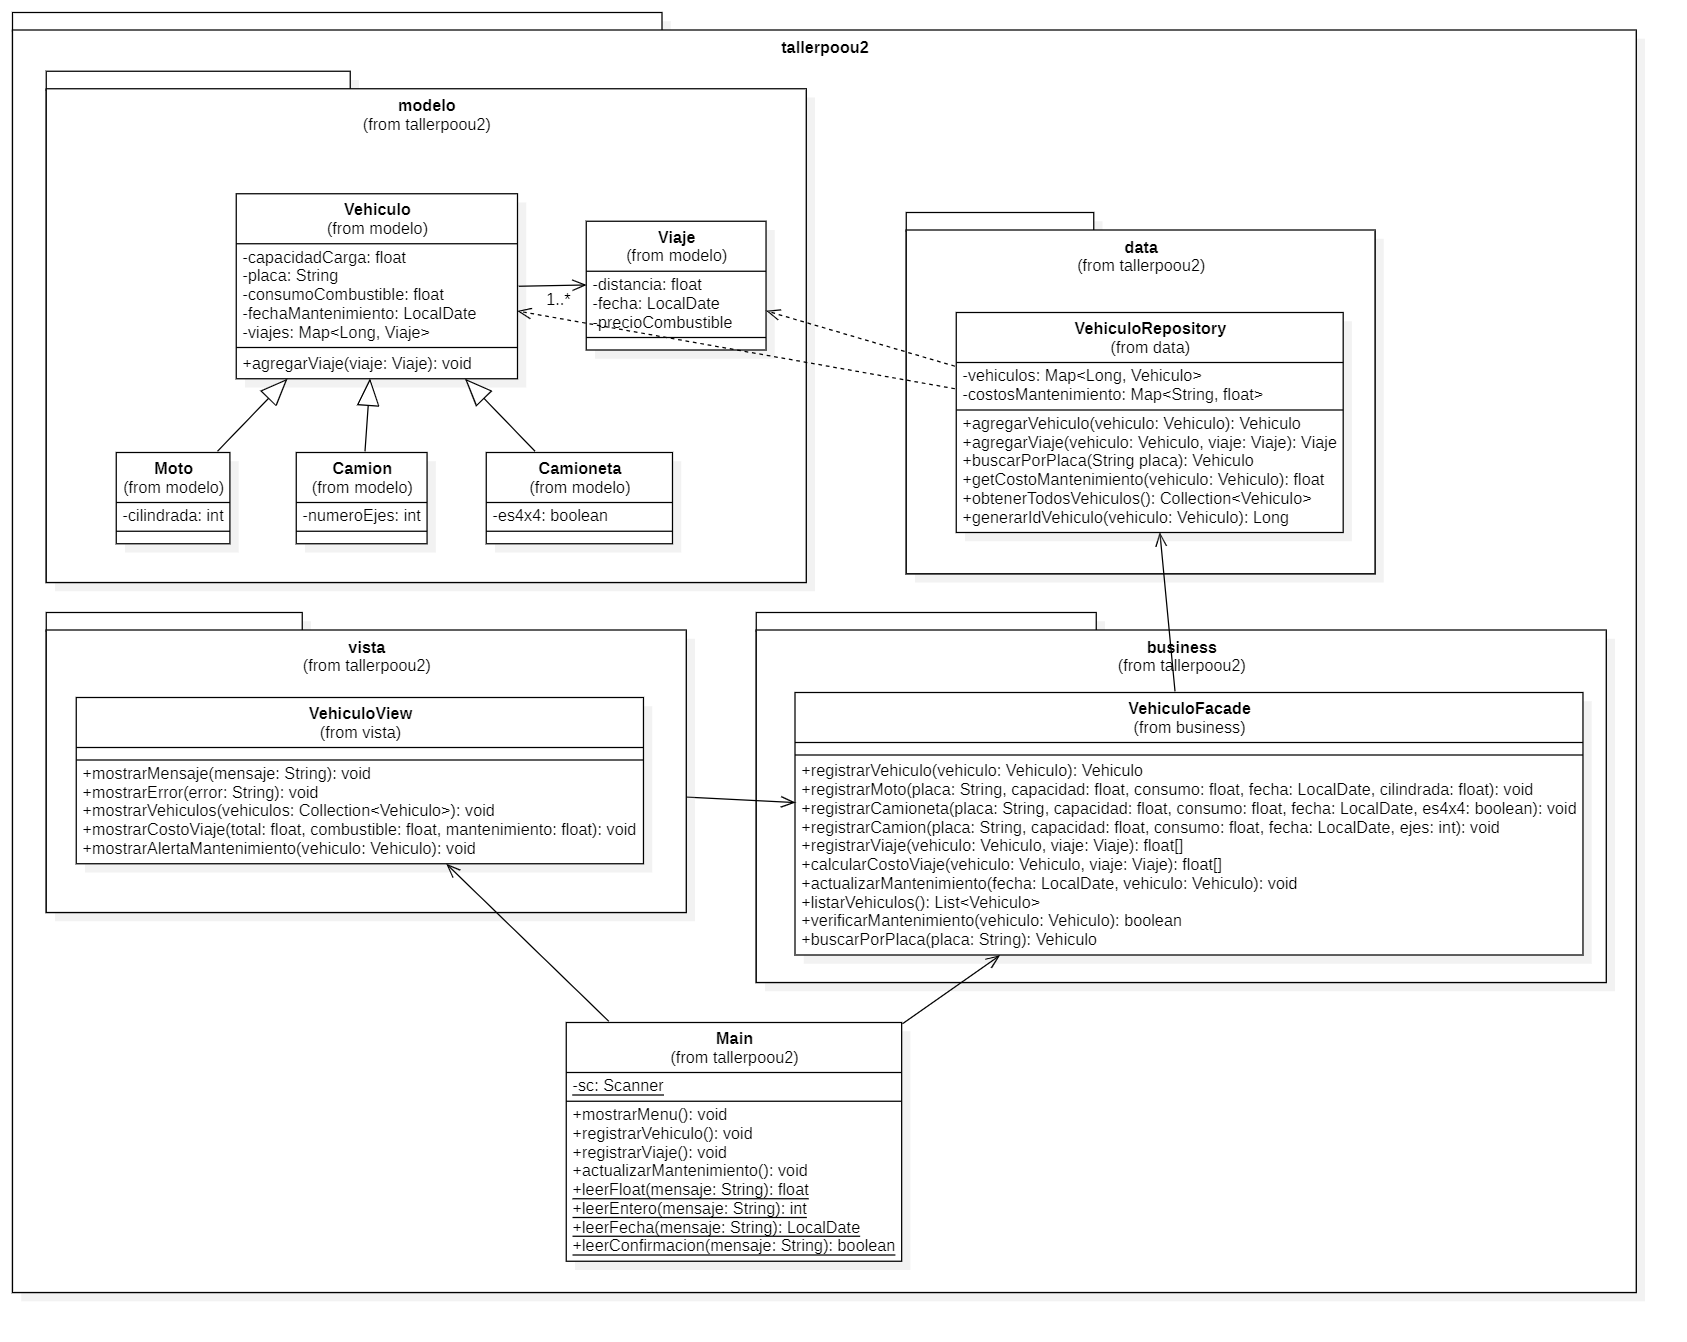 tallerpoou2
modelo
(from tallerpoou2)
Vehiculo
(from modelo)
-capacidadCarga: float
-placa: String
-consumoCombustible: float
-fechaMantenimiento: LocalDate
-viajes: Map<Long, Viaje>
+agregarViaje(viaje: Viaje): void
1..*
Viaje
(from modelo)
-distancia: float
-fecha: LocalDate
-precioCombustible
Moto
(from modelo)
-cilindrada: int
Camion
(from modelo)
-numeroEjes: int
Camioneta
(from modelo)
-es4x4: boolean
data
(from tallerpoou2)
VehiculoRepository
(from data)
-vehiculos: Map<Long, Vehiculo>
-costosMantenimiento: Map<String, float>
+agregarVehiculo(vehiculo: Vehiculo): Vehiculo
+agregarViaje(vehiculo: Vehiculo, viaje: Viaje): Viaje
+buscarPorPlaca(String placa): Vehiculo
+getCostoMantenimiento(vehiculo: Vehiculo): float
+obtenerTodosVehiculos(): Collection<Vehiculo>
+generarIdVehiculo(vehiculo: Vehiculo): Long
vista
(from tallerpoou2)
VehiculoView
(from vista)
+mostrarMensaje(mensaje: String): void
+mostrarError(error: String): void
+mostrarVehiculos(vehiculos: Collection<Vehiculo>): void
+mostrarCostoViaje(total: float, combustible: float, mantenimiento: float): void
+mostrarAlertaMantenimiento(vehiculo: Vehculo): void
business
(from tallerpoou2)
VehiculoFacade
(from business)
+registrarVehiculo(vehiculo: Vehiculo): Vehiculo
+registrarMoto(placa: String, capacidad: float, consumo: float, fecha: LocalDate, cilindrada: float): void
+registrarCamioneta(placa: String, capacidad: float, consumo: float, fecha: LocalDate, es4x4: boolean): void
+registrarCamion(placa: String, capacidad: float, consumo: float, fecha: LocalDate, ejes: int): void
+registrarViaje(vehiculo: Vehiculo, viaje: Viaje): float[]
+calcularCostoViaje(vehiculo: Vehiculo, viaje: Viaje): float[]
+actualizarMantenimiento(fecha: LocalDate, vehiculo: Vehiculo): void
+listarVehiculos(): List<Vehiculo>
+verificarMantenimiento(vehiculo: Vehiculo): boolean
+buscarPorPlaca(placa: String): Vehiculo
Main
(from tallerpoou2)
-sc: Scanner
+mostrarMenu(): void
+registrarVehiculo(): void
+registrarViaje(): void
+actualizarMantenimiento(): void
+leerFloat(mensaje: String): float
+leerEntero(mensaje: String): int
+leerFecha(mensaje: String): LocalDate
+leerConfirmacion(mensaje: String): boolean